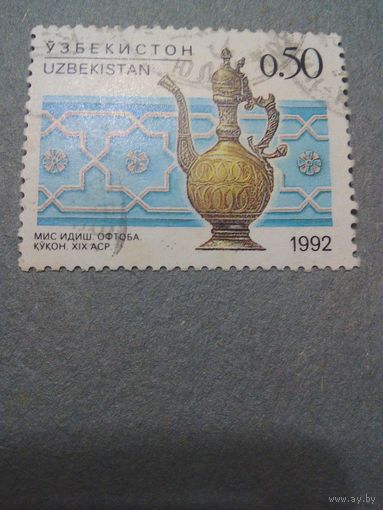 ЎЗБЕКИСТОН
UZBEKISTAN
0.50
МИС ИДИШ. ОФТОБА.
ҚЎҚОН, XIX АСР.
1992
www.ay.by